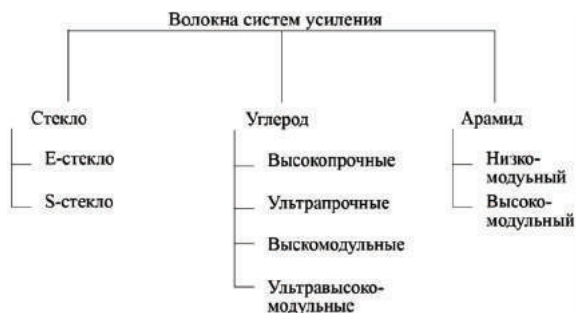 Волокна систем усиления
Стекло
E-стекло
S-стекло
Углерод
Высокопрочные
Ультрапрочные
Выскомодульные
Ультравысоко-
модульные
Арамид
Низко-
модуьный
Высоко-
модульный